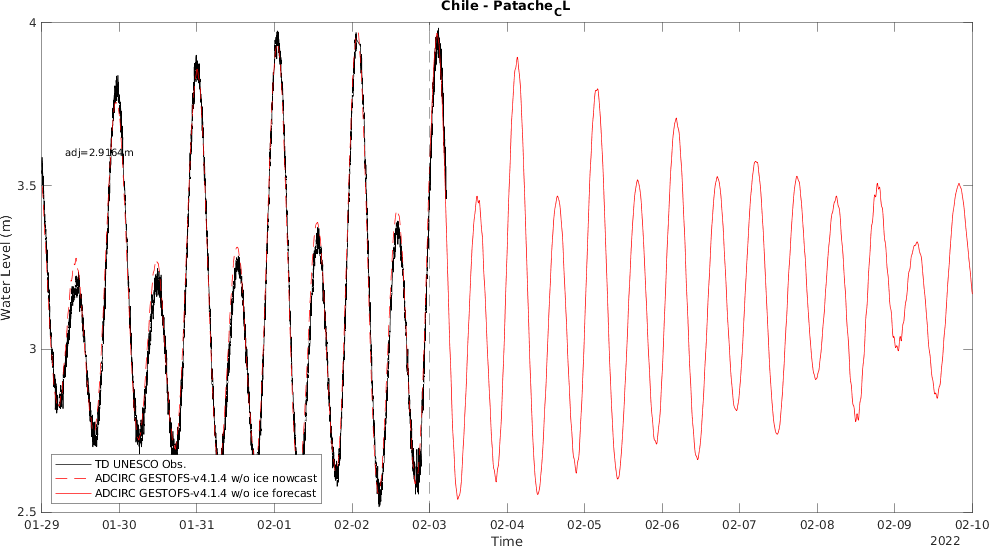 Chile - Patache_CL
4
3.5
3
2.5
Water Level (m)
adj=2.9164m
TD UNESCO Obs.
ADCIRC GESTOFS-v4.1.4 w/o ice nowcast
ADCIRC GESTOFS-v4.1.4 w/o ice forecast
01-29 01-30 01-31 02-01 02-02 02-03 02-04 02-05 02-06 02-07 02-08 02-09 02-10
Time
2022